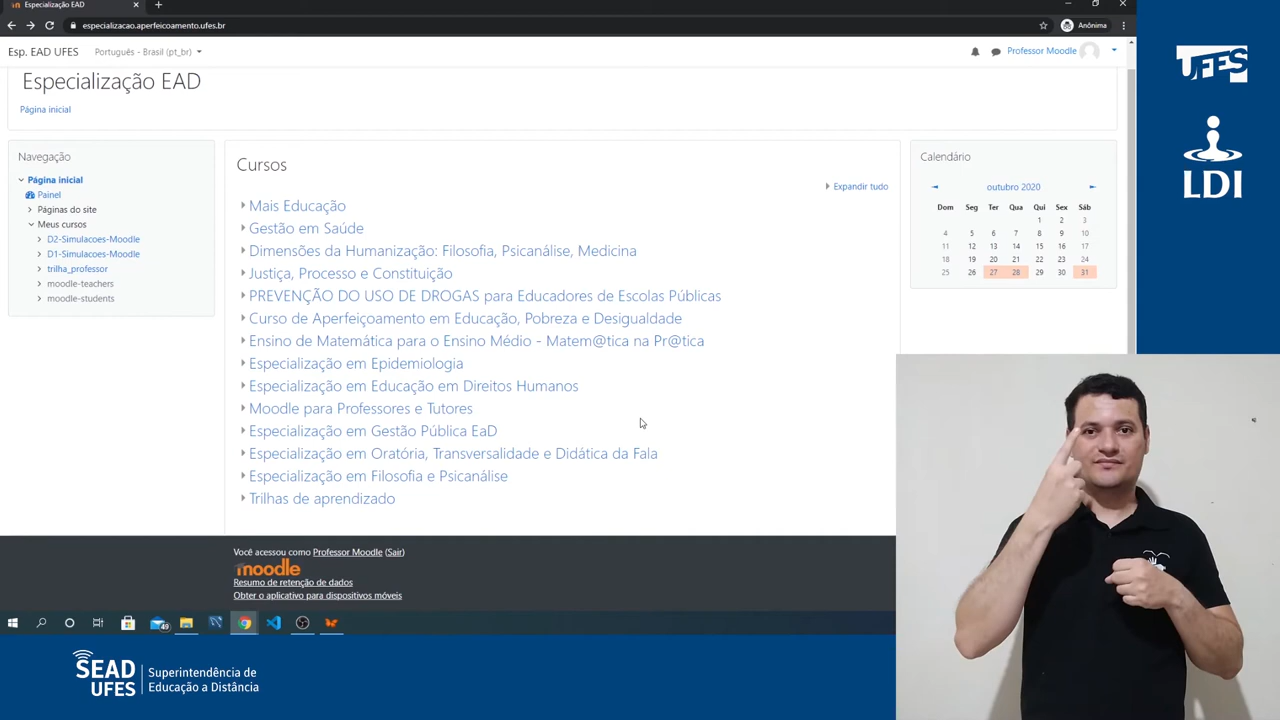 Especialização EAD
especializacao.aperfeicoamento.ufes.br
Anônima
Esp. EAD UFES
Português - Brasil (pt_br)
Professor Moodle
Especialização EAD
Página inicial
Navegação
Página inicial
Painel
Páginas do site
Meus cursos
D2-Simulacoes-Moodle
D1-Simulacoes-Moodle
trilha_professor
moodle-teachers
moodle-students
Cursos
Expandir tudo
Mais Educação
Gestão em Saúde
Dimensões da Humanização: Filosofia, Psicanálise, Medicina
Justiça, Processo e Constituição
PREVENÇÃO DO USO DE DROGAS para Educadores de Escolas Públicas
Curso de Aperfeiçoamento em Educação, Pobreza e Desigualdade
Ensino de Matemática para o Ensino Médio - Matem@tica na Pr@tica
Especialização em Epidemiologia
Especialização em Educação em Direitos Humanos
Moodle para Professores e Tutores
Especialização em Gestão Pública EaD
Especialização em Oratória, Transversalidade e Didática da Fala
Especialização em Filosofia e Psicanálise
Trilhas de aprendizado
Calendário
outubro 2020
Dom Seg Ter Qua Qui Sex Sáb
1 2 3
4 5 6 7 8 9 10
11 12 13 14 15 16 17
18 19 20 21 22 23 24
25 26 27 28 29 30 31
Você acessou como Professor Moodle (Sair)
moodle
Resumo de retenção de dados
Obter o aplicativo para dispositivos móveis
49
UFES
LDI
SEAD
UFES
Superintendência de
Educação a Distância